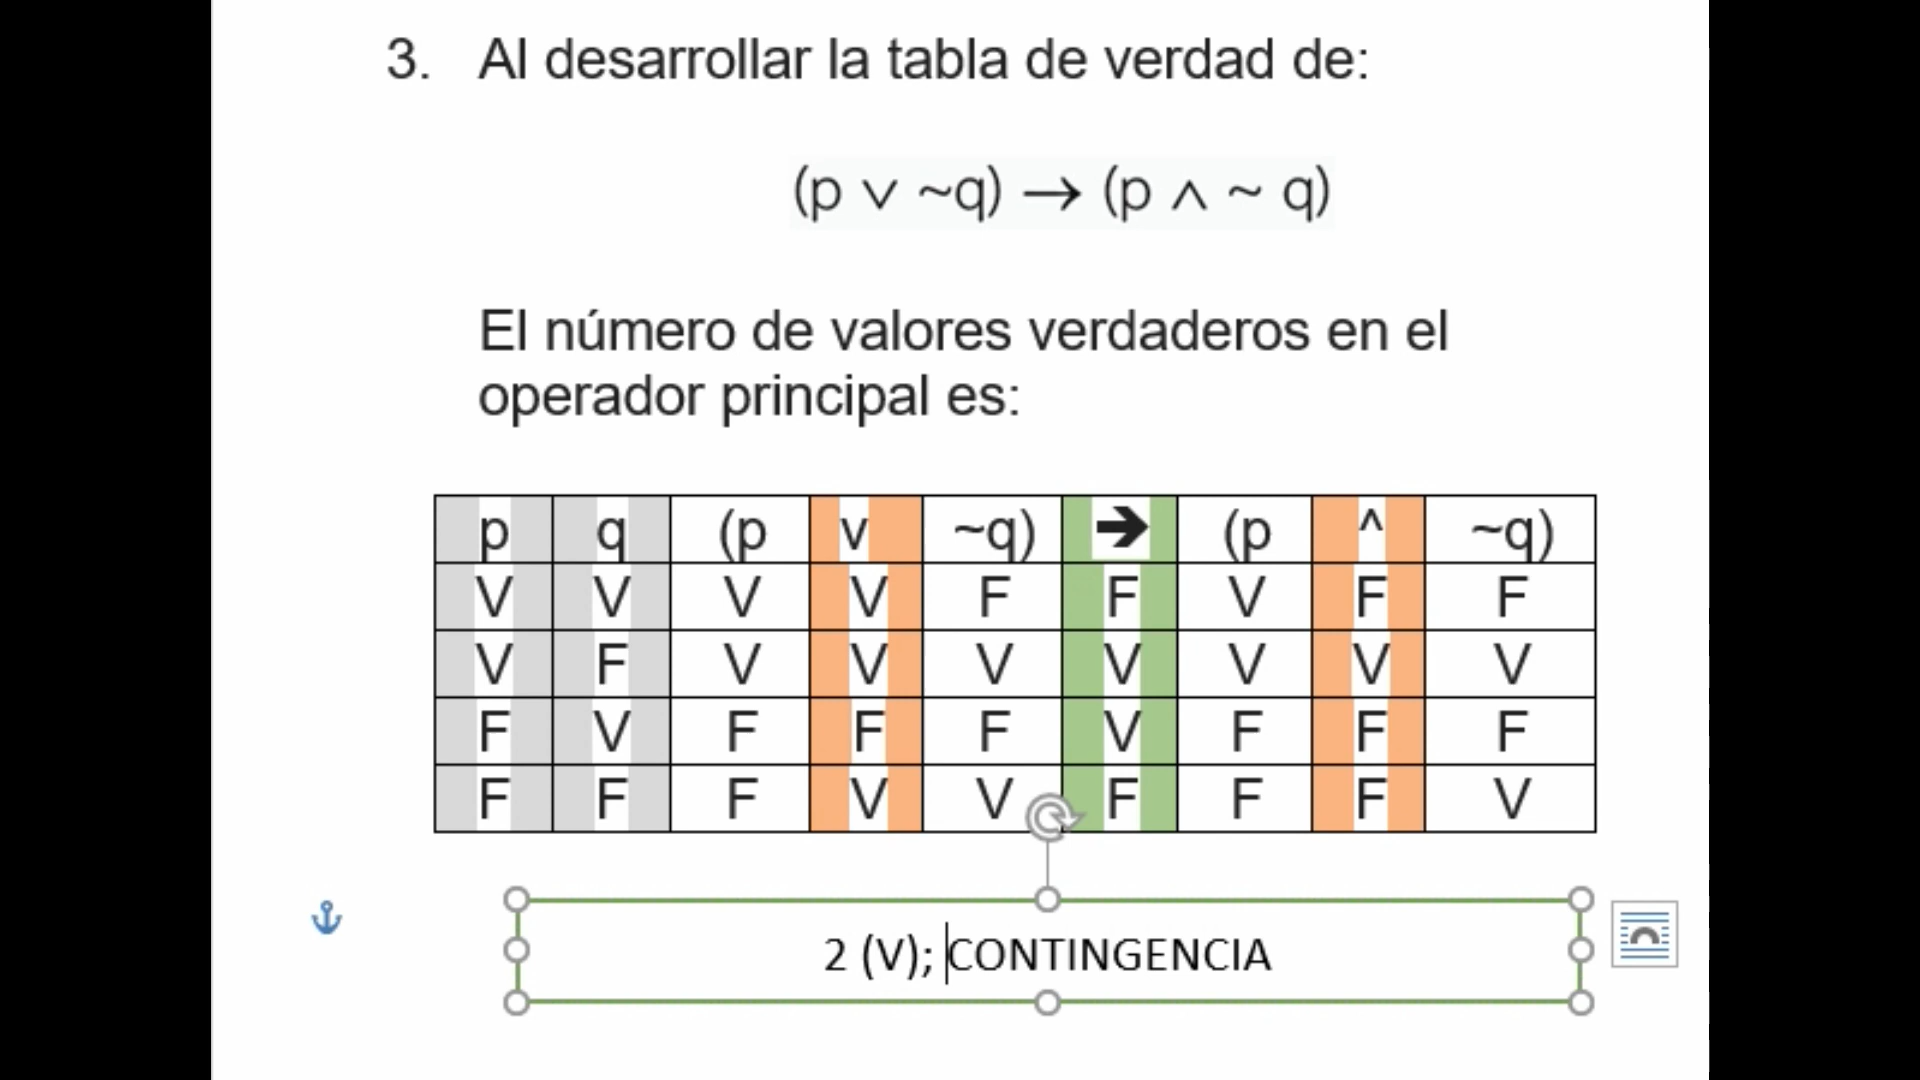 3. Al desarrollar la tabla de verdad de:
(p ∨ ~q) → (p ∧ ~ q)
El número de valores verdaderos en el
operador principal es:
p q (p v ~q) → (p ^ ~q)
V V V V F F V F F
V F V V V V V V V
F V F F F V F F F
F F F V V F F F V
2 (V); CONTINGENCIA